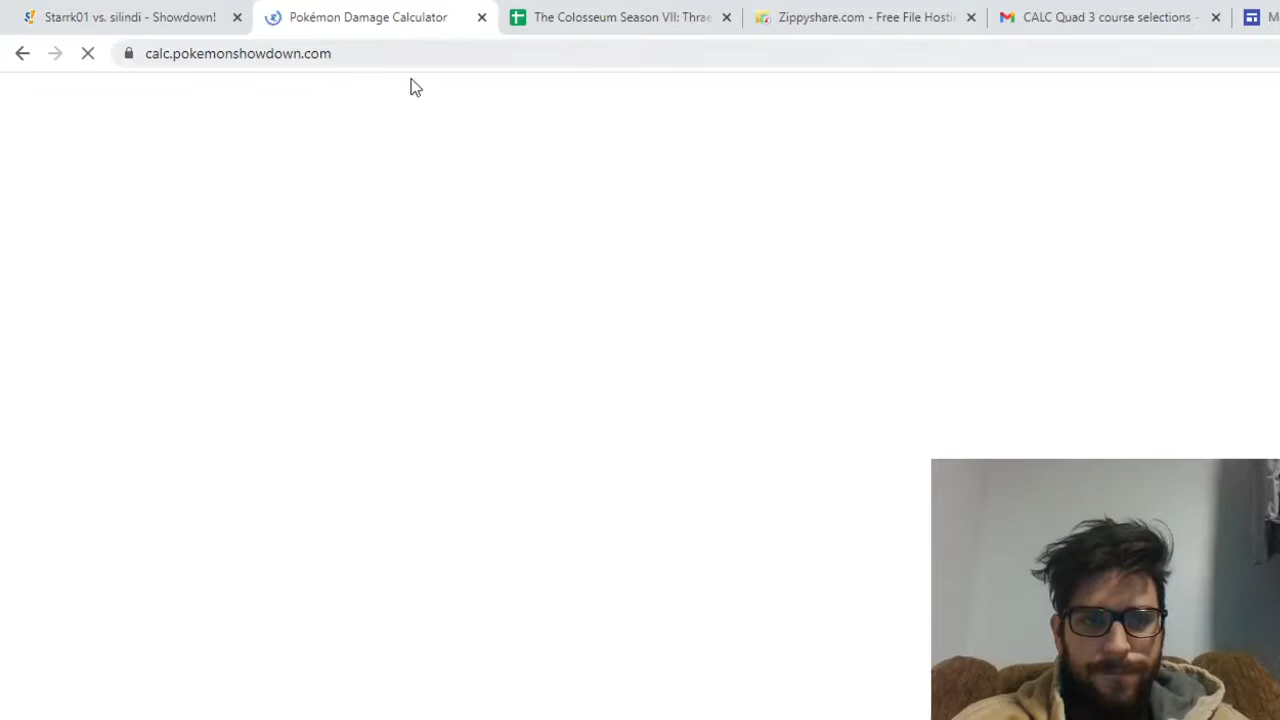 Starrk01 vs. silindi - Showdown!
Pokémon Damage Calculator
The Colosseum Season VII: Thrae
Zippyshare.com - Free File Hosti
CALC Quad 3 course selections -
M
calc.pokemonshowdown.com